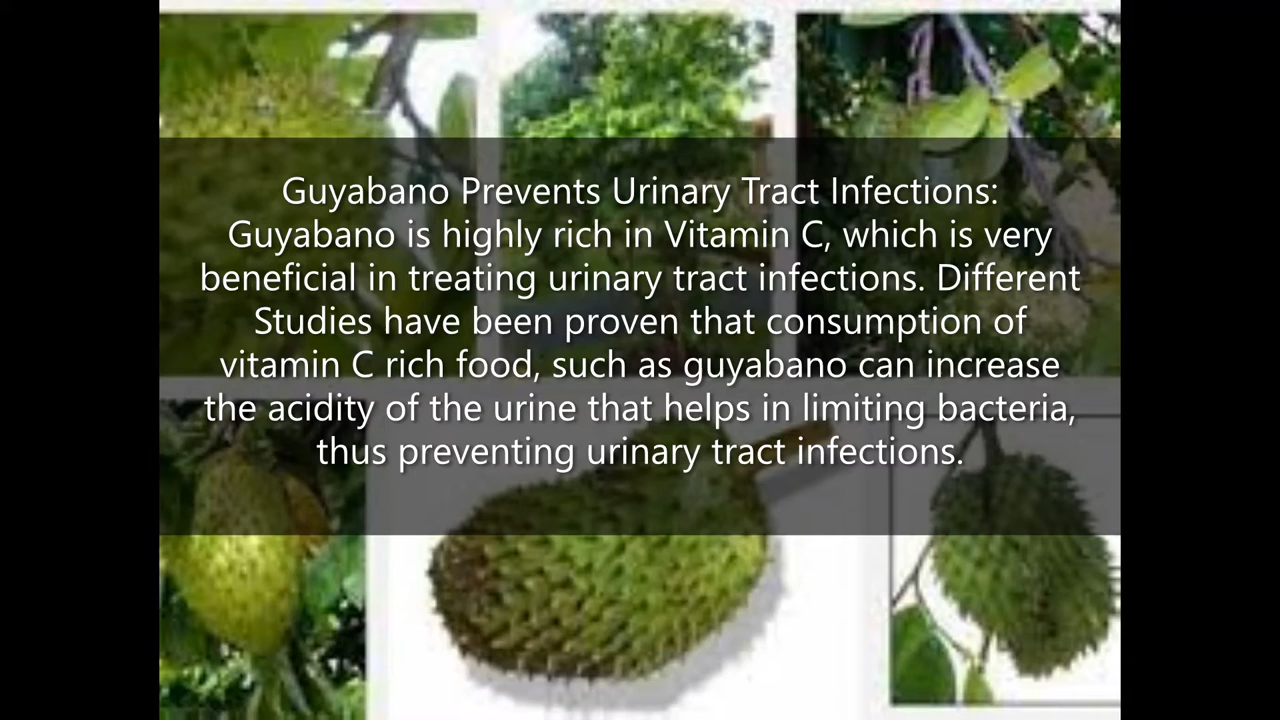 Guyabano Prevents Urinary Tract Infections:
Guyabano is highly rich in Vitamin C, which is very
beneficial in treating urinary tract infections. Different
Studies have been proven that consumption of
vitamin C rich food, such as guyabano can increase
the acidity of the urine that helps in limiting bacteria,
thus preventing urinary tract infections.